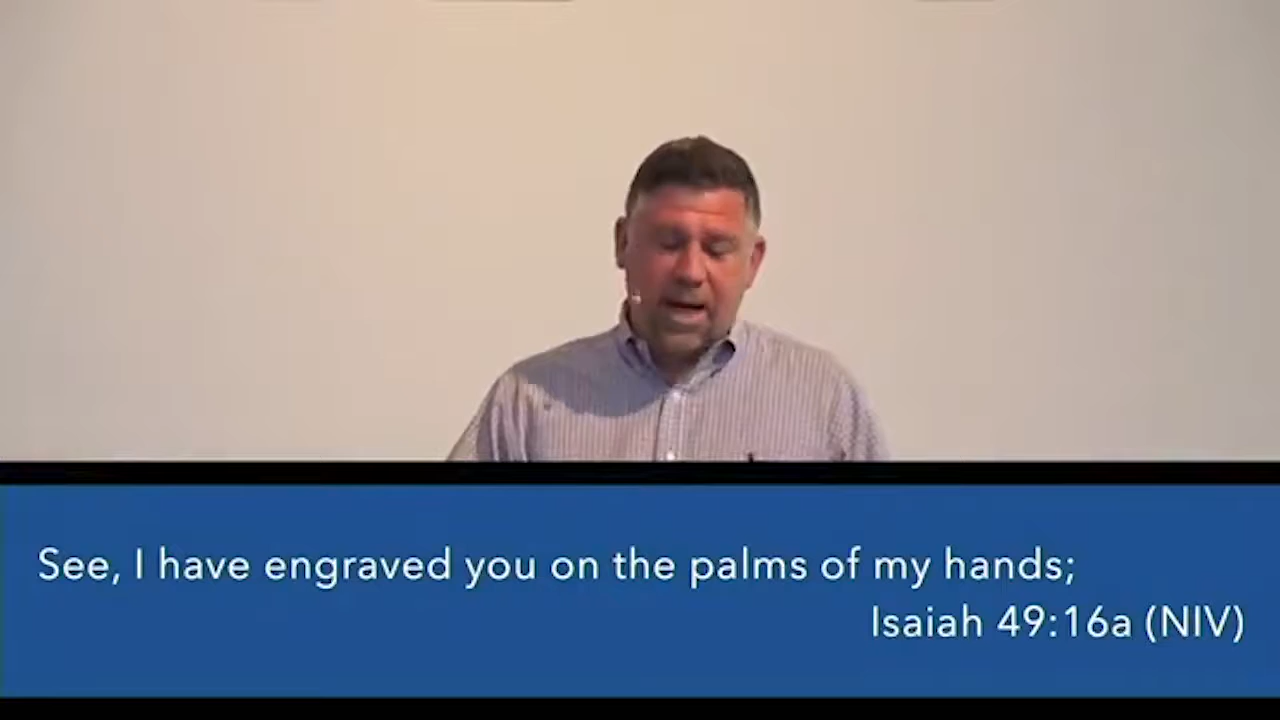 See, I have engraved you on the palms of my hands;
Isaiah 49:16a (NIV)